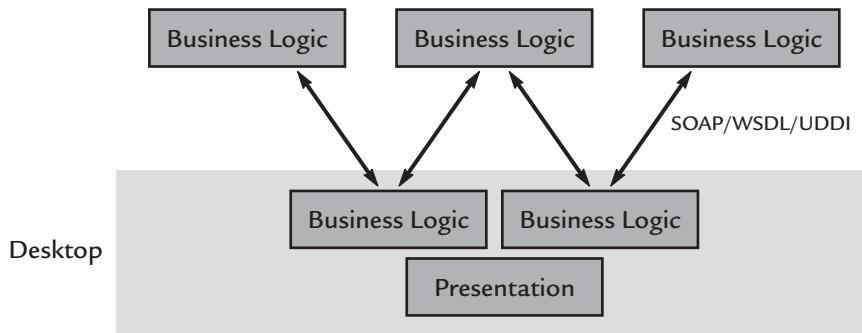 Business Logic
Business Logic
Business Logic
SOAP/WSDL/UDDI
Business Logic
Business Logic
Desktop
Presentation